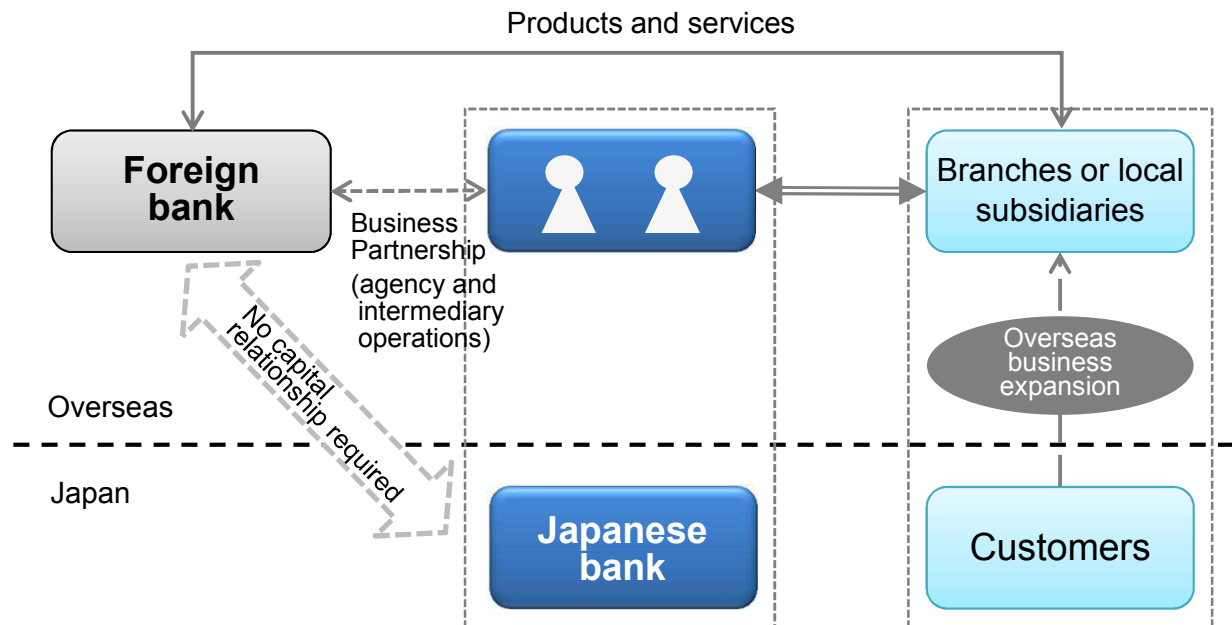 Products and services
Foreign
bank
Branches or local
subsidiaries
Business
Partnership
(agency and
intermediary
operations)
No capital
relationship required
Overseas
business
expansion
Overseas
Japan
Japanese
bank
Customers